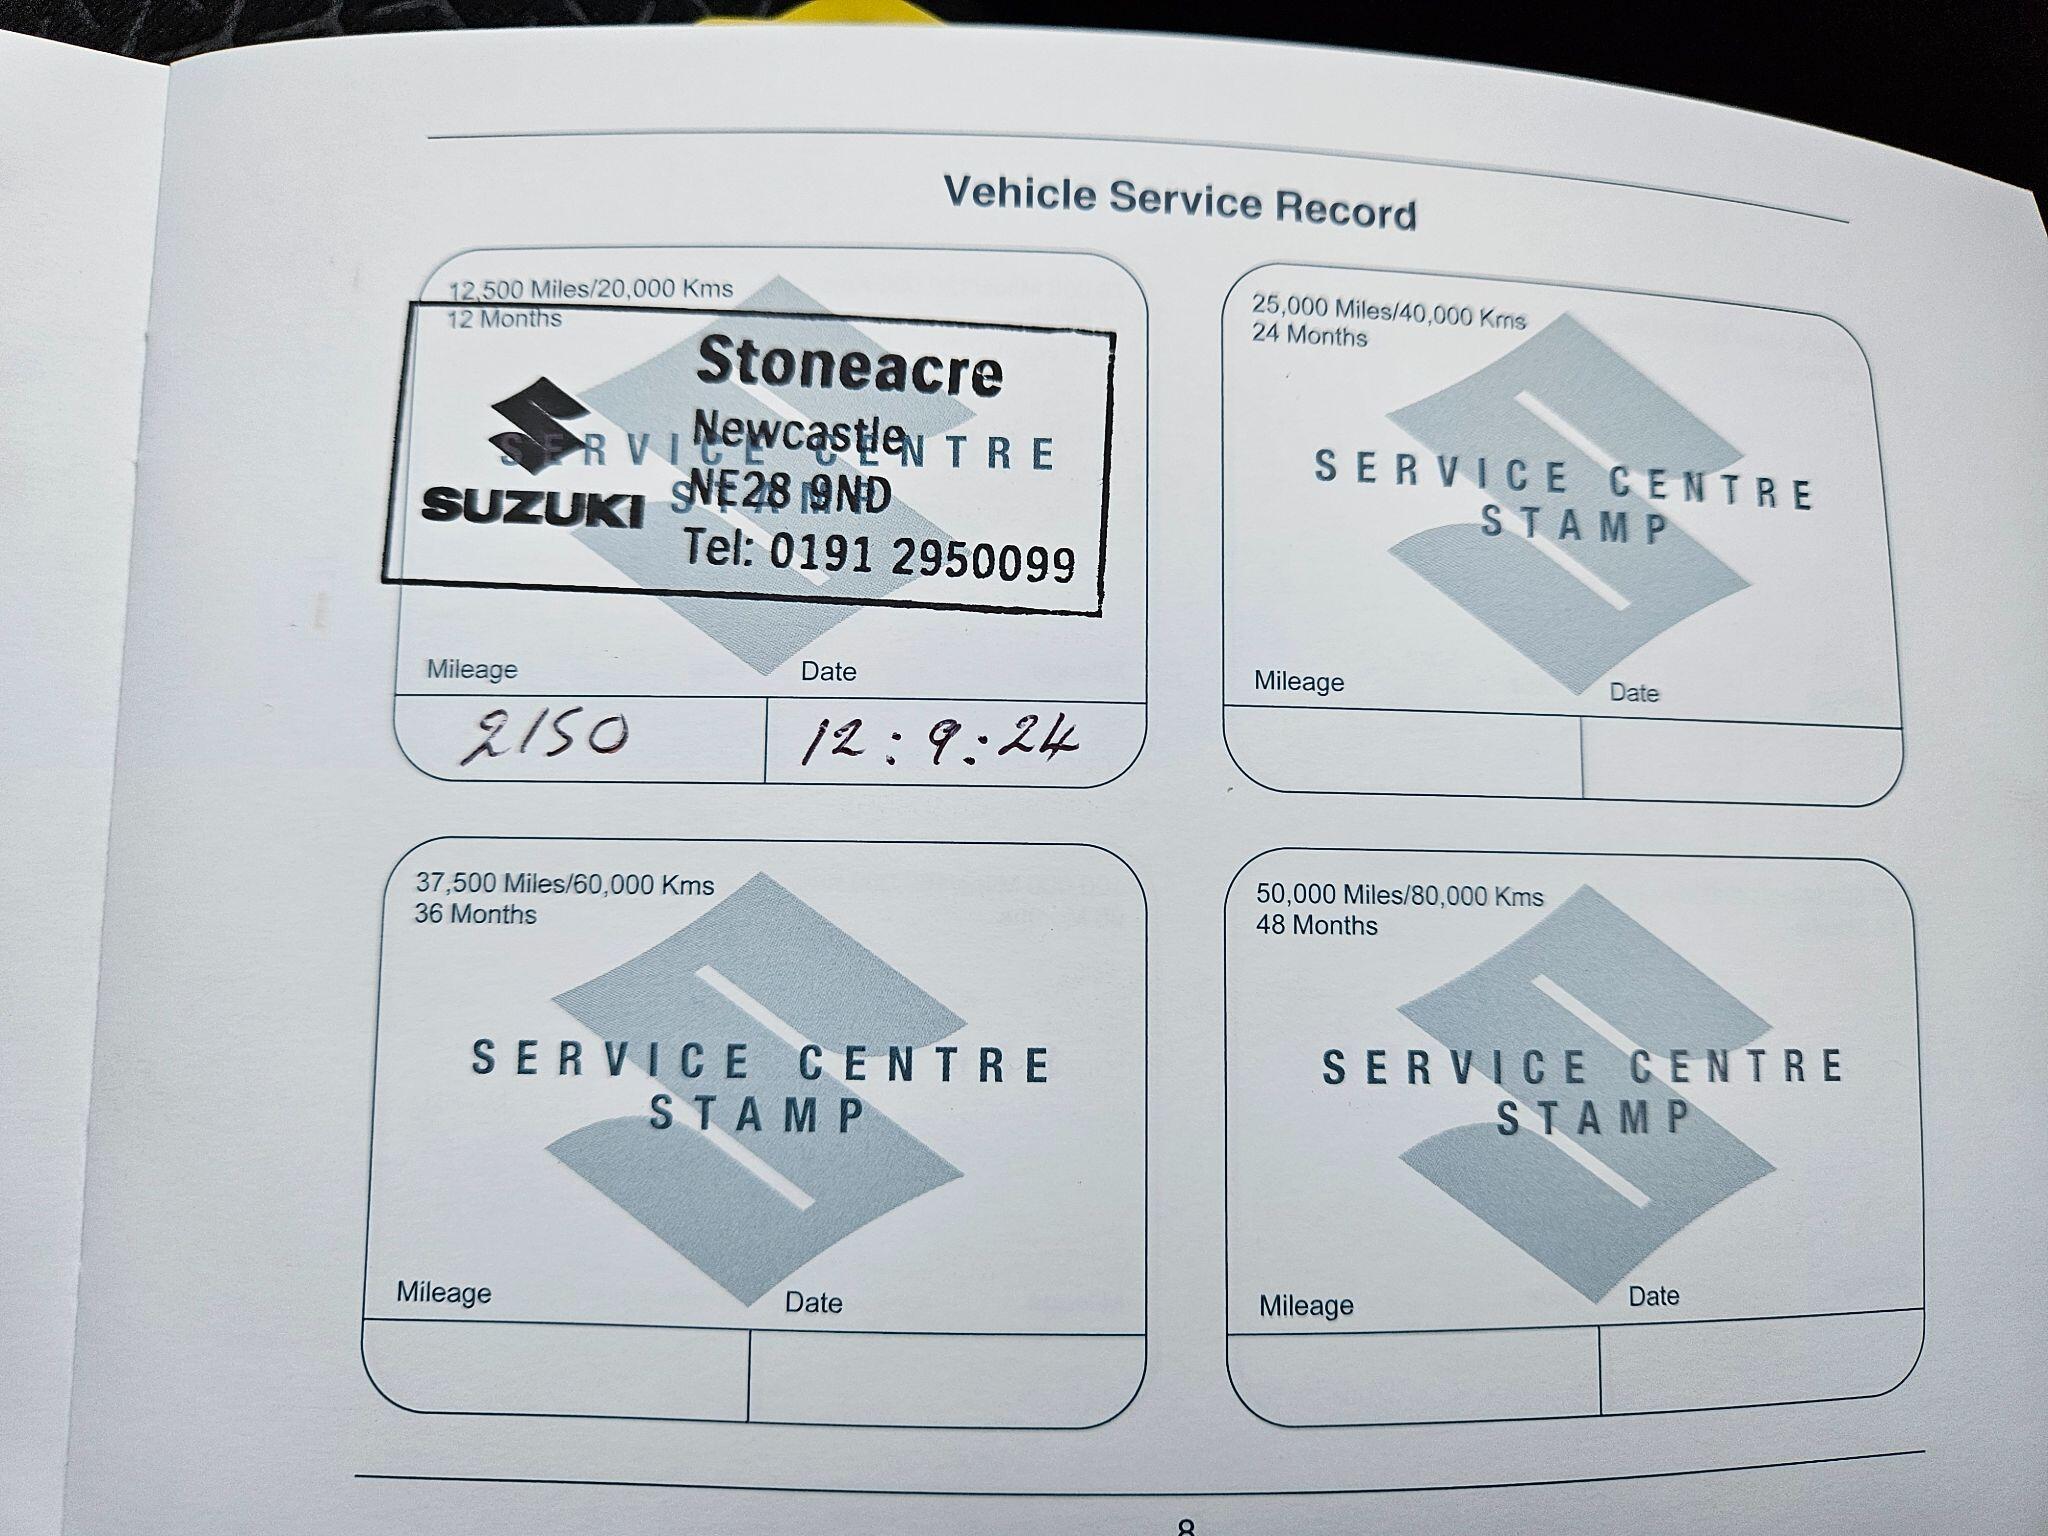 Vehicle Service Record
12,500 Miles/20,000 Kms
12 Months
SERVICE CENTRE
STAMP
Stoneacre
Newcastle
NE28 9ND
Tel: 0191 2950099
SUZUKI
Mileage
Date
2150
12:9:24
25,000 Miles/40,000 Kms
24 Months
SERVICE CENTRE
STAMP
Mileage
Date
37,500 Miles/60,000 Kms
36 Months
SERVICE CENTRE
STAMP
Mileage
Date
50,000 Miles/80,000 Kms
48 Months
SERVICE CENTRE
STAMP
Mileage
Date
8